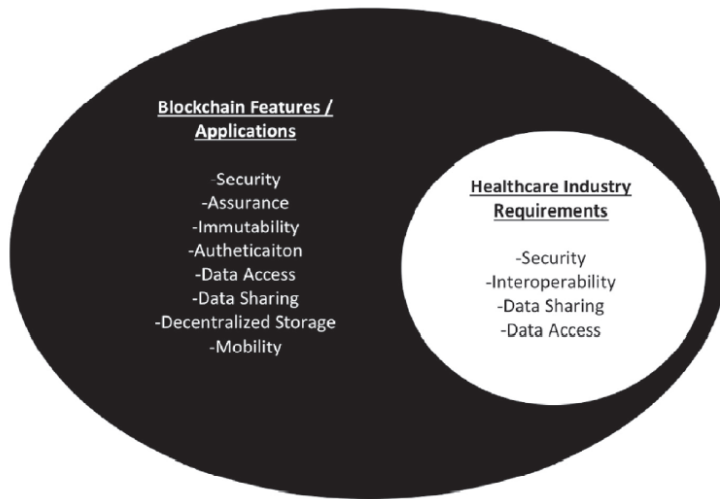 Blockchain Features /
Applications
-Security
-Assurance
-Immutability
-Autheticaiton
-Data Access
-Data Sharing
-Decentralized Storage
-Mobility
Healthcare Industry
Requirements
-Security
-Interoperability
-Data Sharing
-Data Access